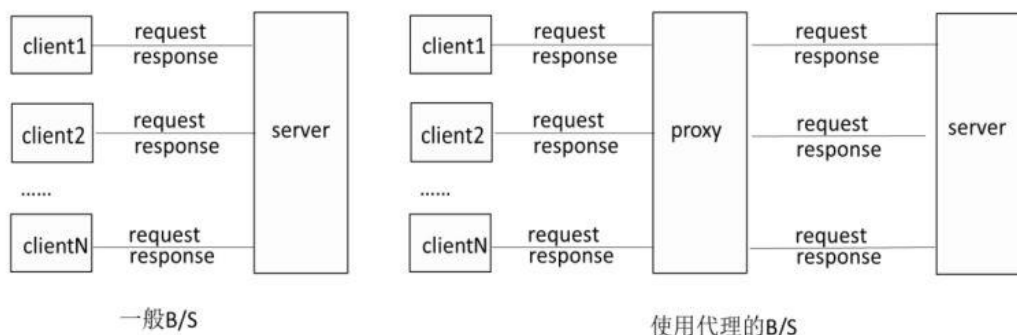 client1
request
response
client2
request
response
server
......
clientN
request
response
一般B/S
client1
request
response
client2
request
response
proxy
......
clientN
request
response
request
response
request
response
server
request
response
使用代理的B/S